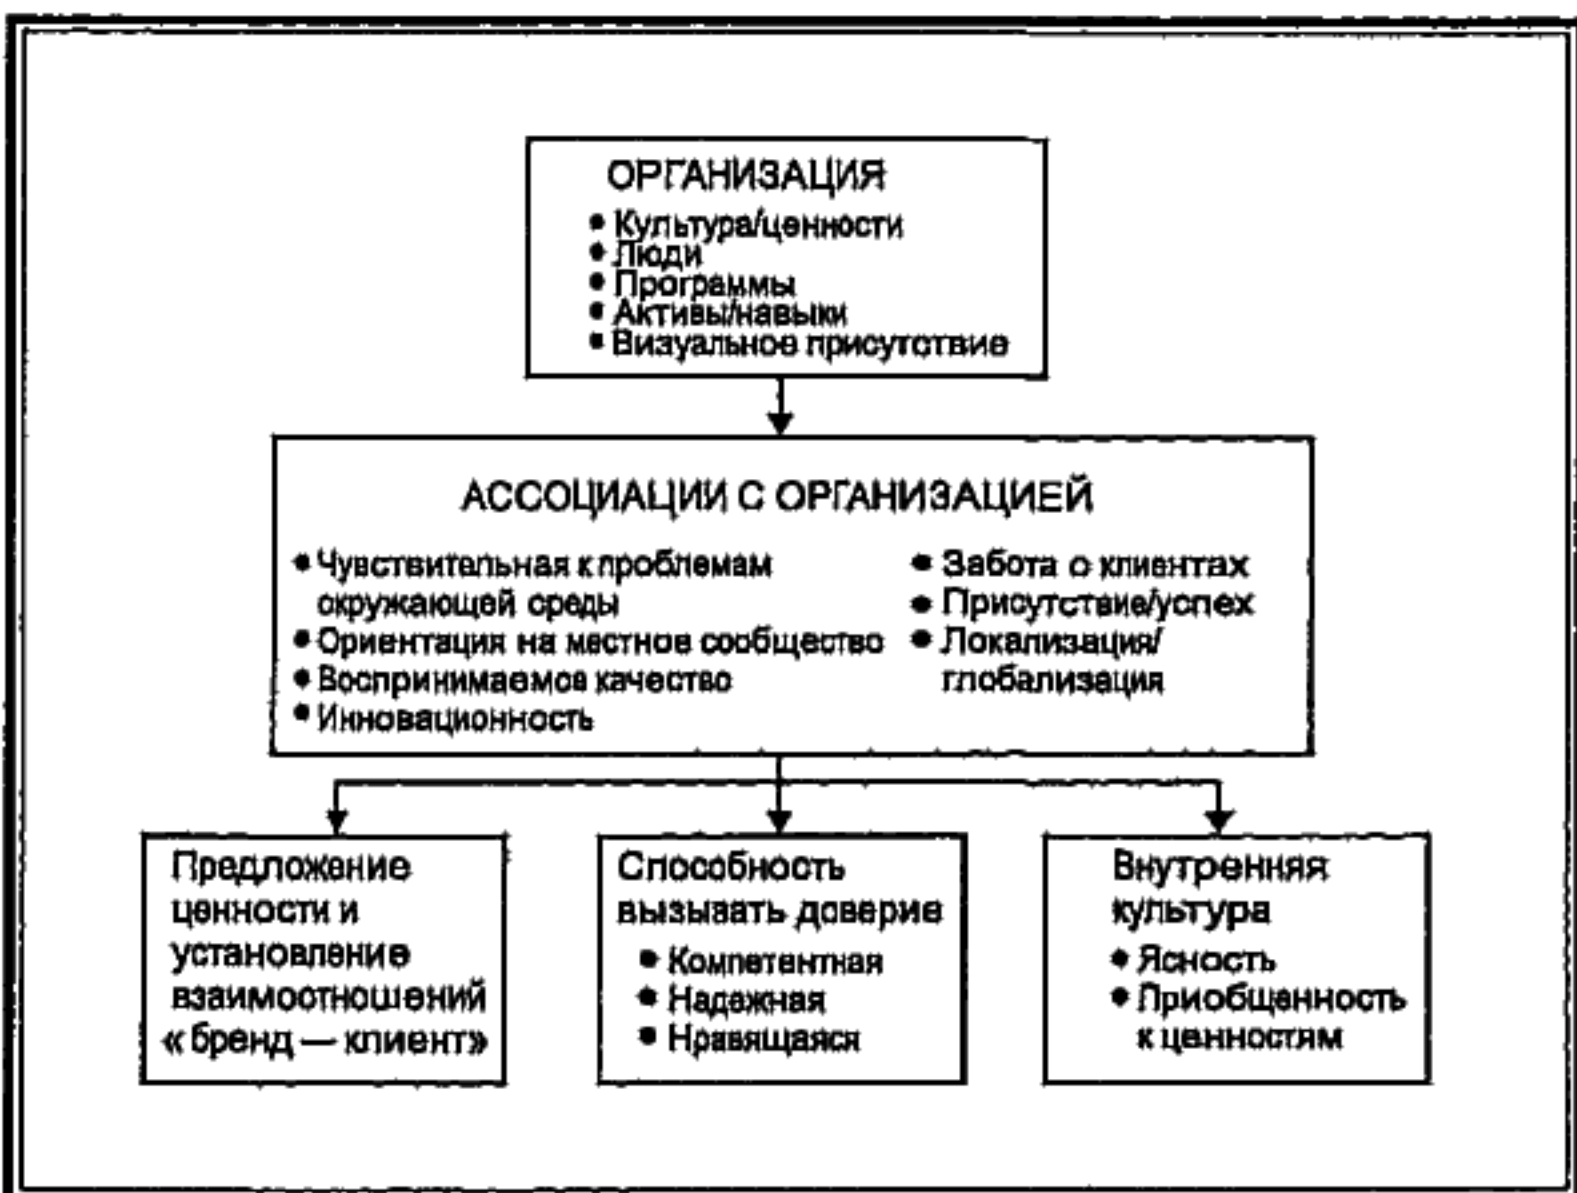 ОРГАНИЗАЦИЯ
• Культура/ценности
• Люди
• Программы
• Активы/навыки
• Визуальное присутствие
АССОЦИАЦИИ С ОРГАНИЗАЦИЕЙ
• Чувствительная к проблемам
окружающей среды
• Ориентация на местное сообщество
• Воспринимаемое качество
• Инновационность
• Забота о клиентах
• Присутствие/успех
• Локализация/
глобализация
Предложение
ценности и
установление
взаимоотношений
«бренд — клиент»
Способность
вызывать доверие
• Компетентная
• Надежная
• Нравящаяся
Внутренняя
культура
• Ясность
• Приобщенность
к ценностям